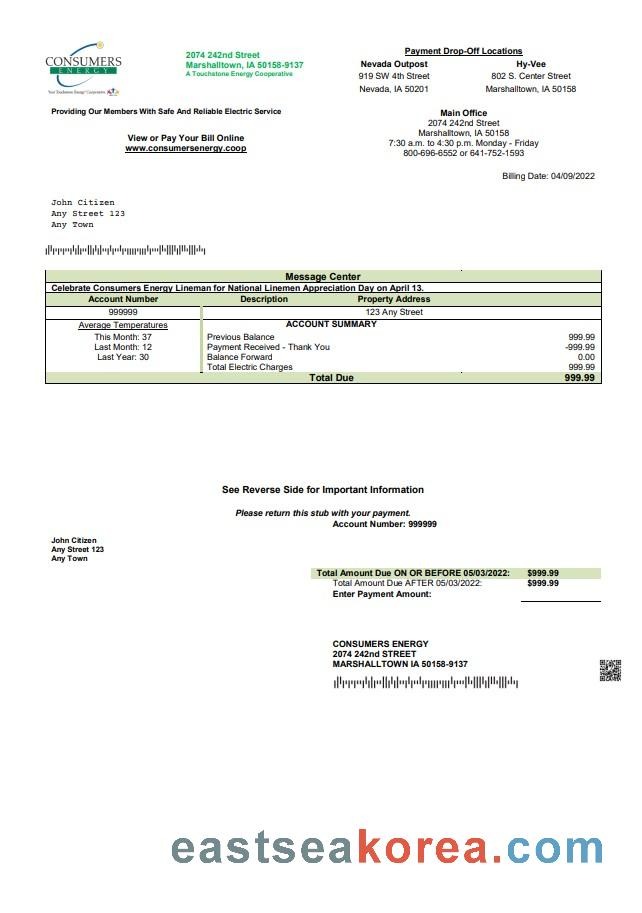 CONSUMERS
ENERGY
Your Touchstone Energy Cooperative
2074 242nd Street
Marshalltown, IA 50158-9137
A Touchstone Energy Cooperative
Payment Drop-Off Locations
Nevada Outpost Hy-Vee
919 SW 4th Street 802 S. Center Street
Nevada, IA 50201 Marshalltown, IA 50158
Providing Our Members With Safe And Reliable Electric Service
View or Pay Your Bill Online
www.consumersenergy.coop
Main Office
2074 242nd Street
Marshalltown, IA 50158
7:30 a.m. to 4:30 p.m. Monday - Friday
800-696-6552 or 641-752-1593
Billing Date: 04/09/2022
John Citizen
Any Street 123
Any Town
Message Center
Celebrate Consumers Energy Lineman for National Linemen Appreciation Day on April 13.
Account Number Description Property Address
999999 123 Any Street
Average Temperatures ACCOUNT SUMMARY
This Month: 37 Previous Balance 999.99
Last Month: 12 Payment Received - Thank You -999.99
Last Year: 30 Balance Forward 0.00
Total Electric Charges 999.99
Total Due 999.99
See Reverse Side for Important Information
Please return this stub with your payment.
Account Number: 999999
John Citizen
Any Street 123
Any Town
Total Amount Due ON OR BEFORE 05/03/2022: $999.99
Total Amount Due AFTER 05/03/2022: $999.99
Enter Payment Amount:
CONSUMERS ENERGY
2074 242nd STREET
MARSHALLTOWN IA 50158-9137
eastseakorea.com